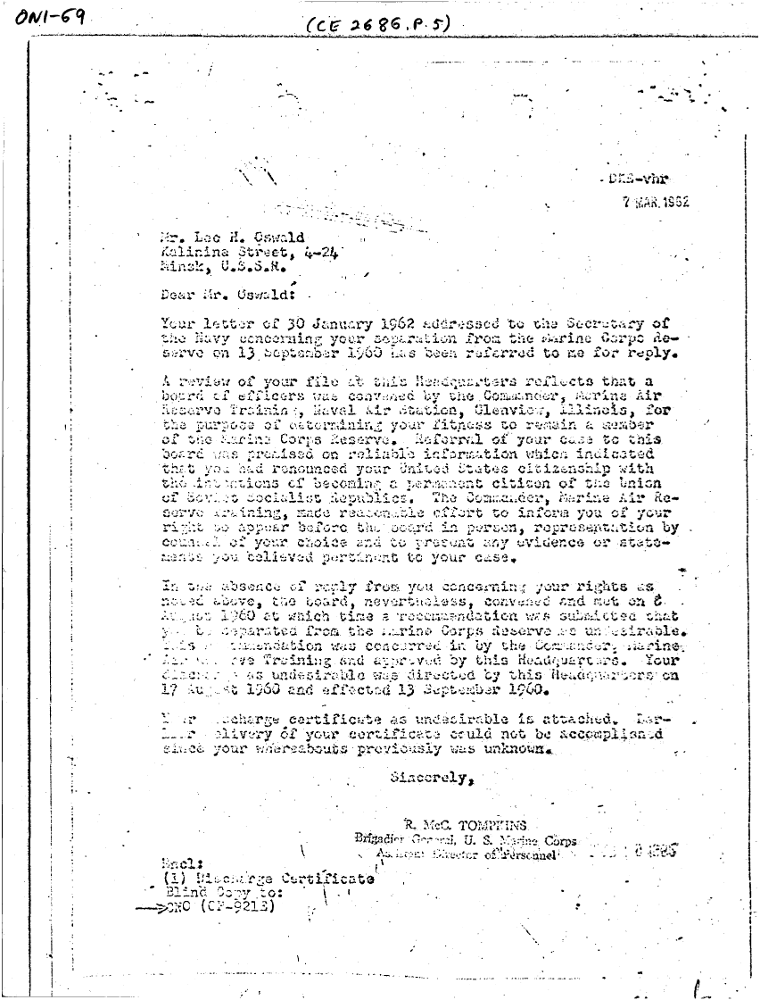 ONI-69
(CE 2686.P.5)
DKE-vhr
7 MAR 1962
Mr. Lee H. Oswald
Kalinina Street, 4-24
Minsk, U.S.S.R.
Dear Mr. Oswald:
Your letter of 30 January 1962 addressed to the Secretary of
the Navy concerning your separation from the Marine Corps Re-
serve on 13 September 1960 has been referred to me for reply.
A review of your file at this Headquarters reflects that a
board of officers was convened by the Commander, Marine Air
Reserve Training, Naval Air Station, Glenview, Illinois, for
the purpose of determining your fitness to remain a member
of the Marine Corps Reserve. Referral of your case to this
board was premised on reliable information which indicated
that you had renounced your United States citizenship with
the intentions of becoming a permanent citizen of the Union
of Soviet Socialist Republics. The Commander, Marine Air Re-
serve Training, made reasonable effort to inform you of your
right to appear before the board in person, representation by
counsel of your choice and to present any evidence or state-
ments you believed pertinent to your case.
In the absence of reply from you concerning your rights as
noted above, the board, nevertheless, convened and met on 8
August 1960 at which time a recommendation was submitted that
you be separated from the Marine Corps Reserve as undesirable.
This recommendation was concurred in by the Commander, Marine
Air Reserve Training and approved by this Headquarters. Your
discharge as undesirable was directed by this Headquarters on
17 August 1960 and effected 13 September 1960.
Your discharge certificate as undesirable is attached. Ear-
lier delivery of your certificate could not be accomplished
since your whereabouts previously was unknown.
Sincerely,
R. McC. TOMPKINS
Brigadier General, U. S. Marine Corps
Assistant Director of Personnel
Encl:
(1) Discharge Certificate
Blind Copy to:
CNO (OP-921E)